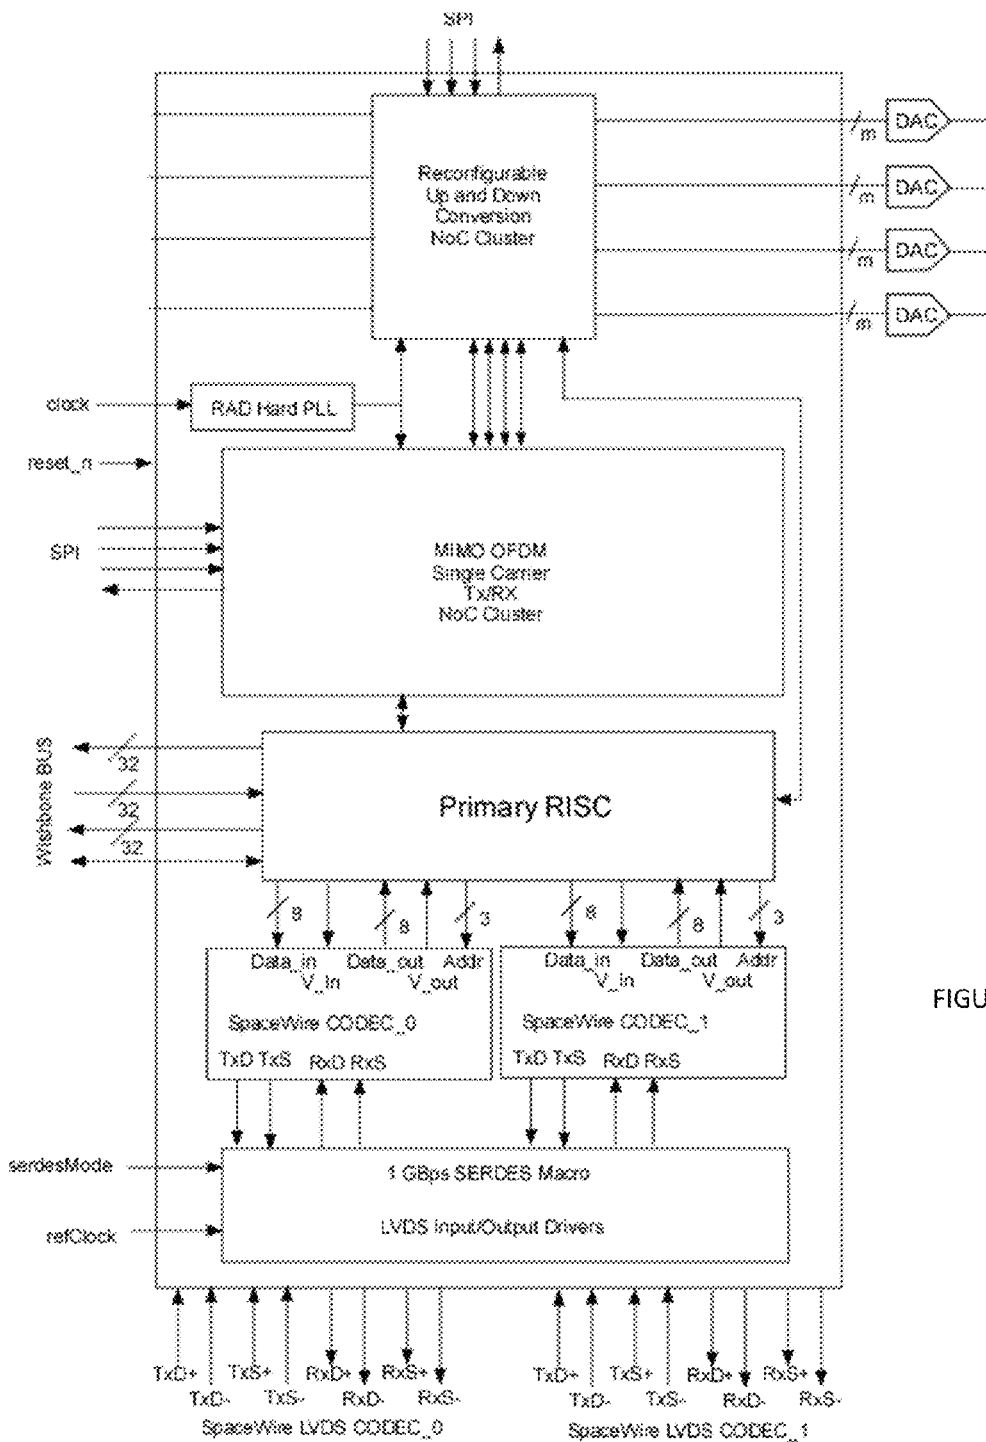 SPI
DAC
m
Reconfigurable
Up and Down
Conversion
NoC Cluster
DAC
m
DAC
m
DAC
m
clock
RAD Hard PLL
reset_n
SPI
MIMO OFDM
Single Carrier
Tx/RX
NoC Cluster
Wishbone BUS
32
32
32
Primary RISC
8
8
3
8
8
3
Data_in Data_out Addr
V_In V_out
SpaceWire CODEC_0
TxD TxS RxD RxS
Data_in Data_out Addr
V_In V_out
SpaceWire CODEC_1
TxD TxS RxD RxS
FIGU
serdesMode
1 GBps SERDES Macro
refClock
LVDS Input/Output Drivers
TxD+ TxS+ RxD+ RxS+
TxD- TxS- RxD- RxS-
SpaceWire LVDS CODEC_0
TxD+ TxS+ RxD+ RxS+
TxD- TxS- RxD- RxS-
SpaceWire LVDS CODEC_1